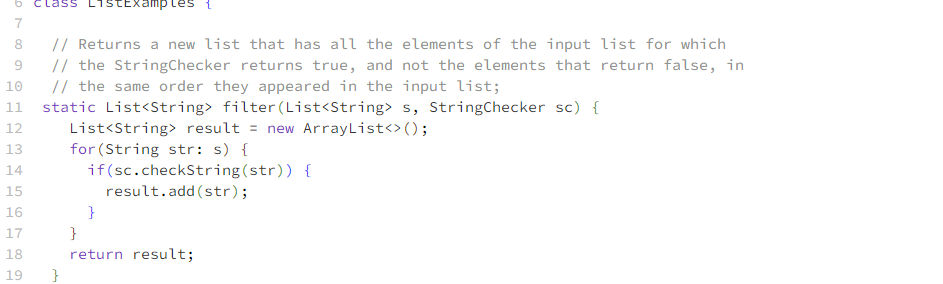 6 class ListExamples {
7
8 // Returns a new list that has all the elements of the input list for which
9 // the StringChecker returns true, and not the elements that return false, in
10 // the same order they appeared in the input list;
11 static List<String> filter(List<String> s, StringChecker sc) {
12 List<String> result = new ArrayList<>();
13 for(String str: s) {
14 if(sc.checkString(str)) {
15 result.add(str);
16 }
17 }
18 return result;
19 }